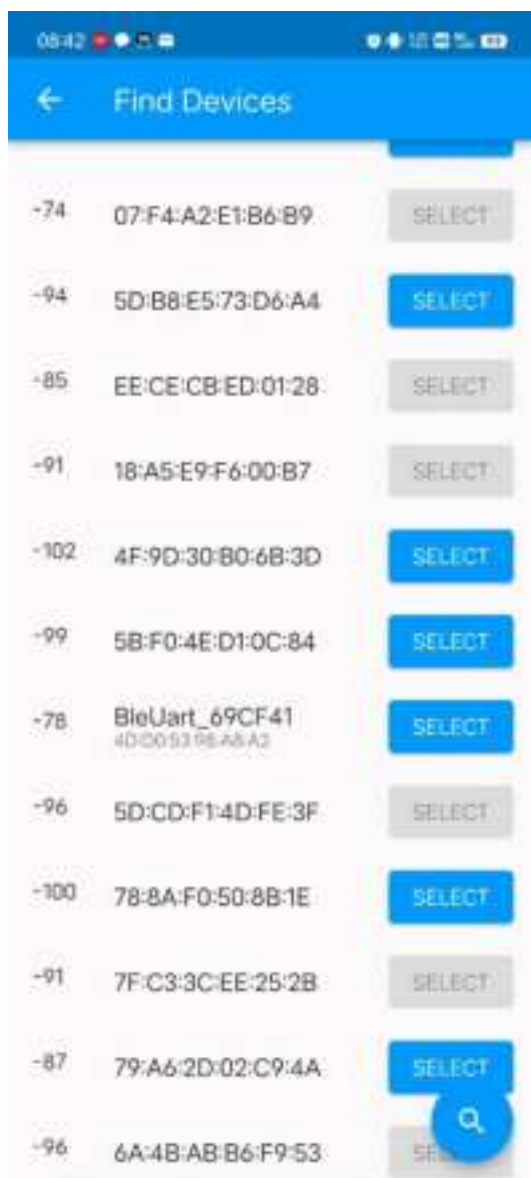 08:42
Find Devices
-74 07:F4:A2:E1:B6:B9 SELECT
-94 5D:B8:E5:73:D6:A4 SELECT
-85 EE:CE:CB:ED:01:28 SELECT
-91 18:A5:E9:F6:00:B7 SELECT
-102 4F:9D:30:B0:6B:3D SELECT
-99 5B:F0:4E:D1:0C:84 SELECT
-78 BleUart_69CF41 SELECT
-96 5D:CD:F1:4D:FE:3F SELECT
-100 78:8A:F0:50:8B:1E SELECT
-91 7F:C3:3C:EE:25:2B SELECT
-87 79:A6:2D:02:C9:4A SELECT
-96 6A:4B:AB:B6:F9:53